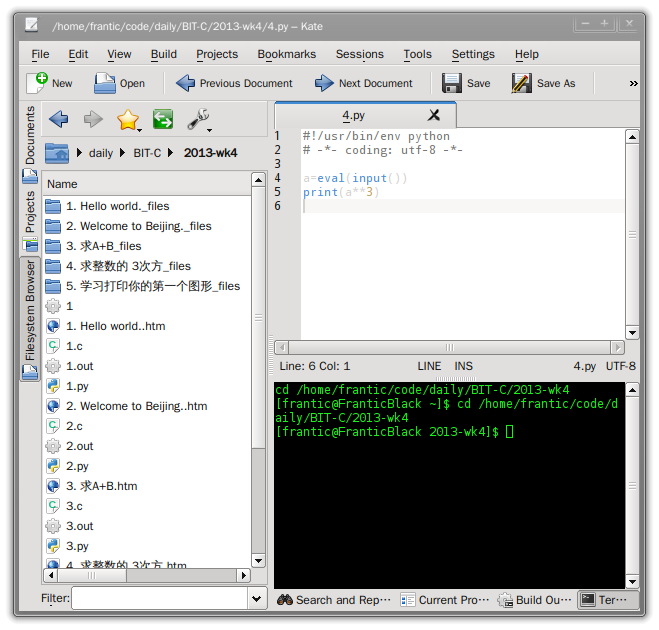 /home/frantic/code/daily/BIT-C/2013-wk4/4.py – Kate
File Edit View Build Projects Bookmarks Sessions Tools Settings Help
New Open Previous Document Next Document Save Save As »
Documents
Projects
Filesystem Browser
daily BIT-C 2013-wk4
Name
1. Hello world._files
2. Welcome to Beijing._files
3. 求A+B_files
4. 求整数的 3次方_files
5. 学习打印你的第一个图形_files
1
1. Hello world..htm
1.c
1.out
1.py
2. Welcome to Beijing..htm
2.c
2.out
2.py
3. 求A+B.htm
3.c
3.out
3.py
4. 求整数的 3次方.htm
Filter:
4.py
1 #!/usr/bin/env python
2 # -*- coding: utf-8 -*-
3
4 a=eval(input())
5 print(a**3)
6
Line: 6 Col: 1 LINE INS 4.py UTF-8
cd /home/frantic/code/daily/BIT-C/2013-wk4
[frantic@FranticBlack ~]$ cd /home/frantic/code/d
aily/BIT-C/2013-wk4
[frantic@FranticBlack 2013-wk4]$
Search and Rep··· Current Pro··· Build Ou··· Ter···